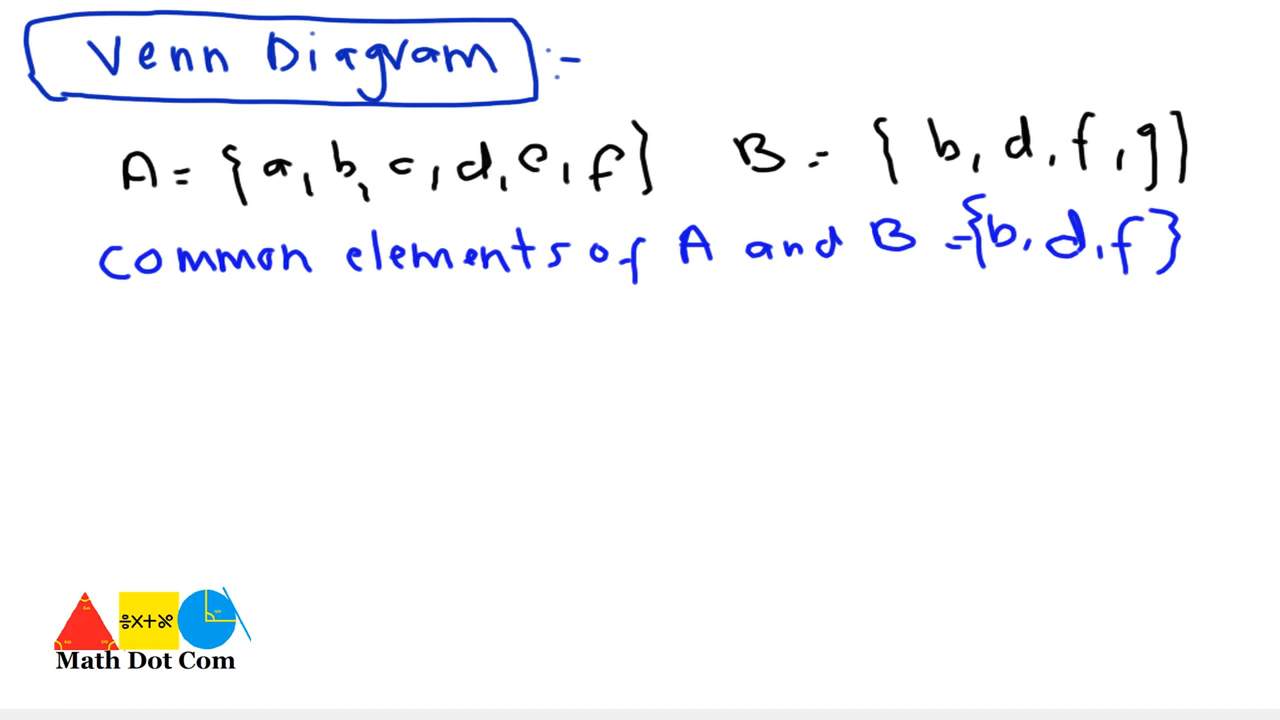 Venn Diagram :-
A = {a, b, c, d, e, f} B = {b, d, f, g}
common elements of A and B = {b, d, f}
÷x+%
Math Dot Com